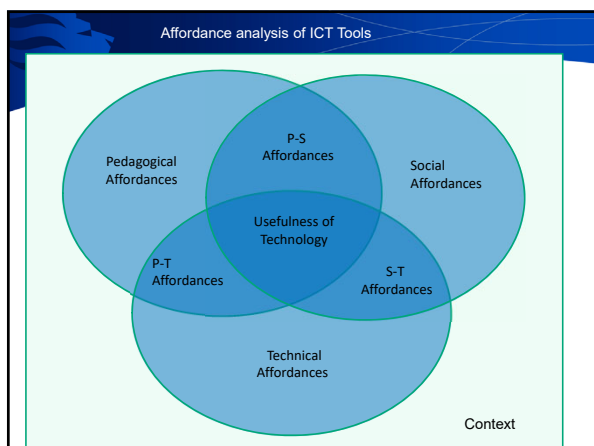 Affordance analysis of ICT Tools
P-S
Affordances
Pedagogical
Affordances
Social
Affordances
Usefulness of
Technology
P-T
Affordances
S-T
Affordances
Technical
Affordances
Context